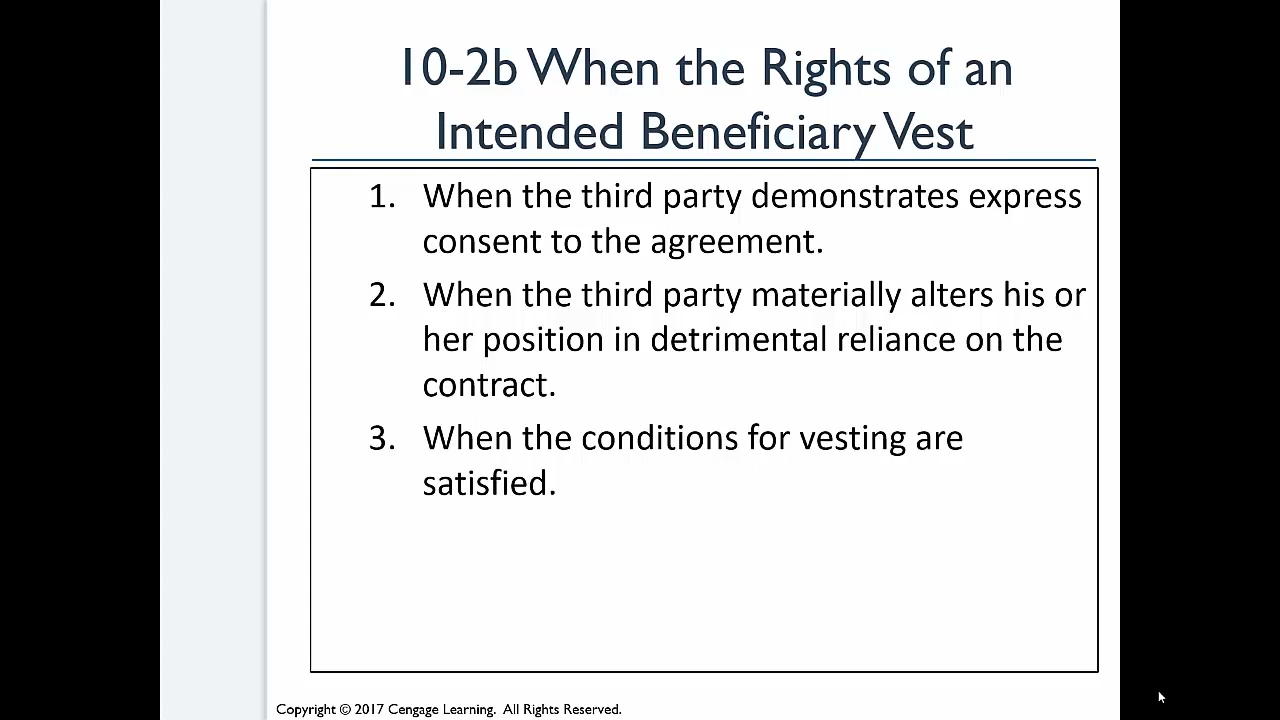 10-2b When the Rights of an
Intended Beneficiary Vest
1. When the third party demonstrates express
consent to the agreement.
2. When the third party materially alters his or
her position in detrimental reliance on the
contract.
3. When the conditions for vesting are
satisfied.
Copyright © 2017 Cengage Learning. All Rights Reserved.